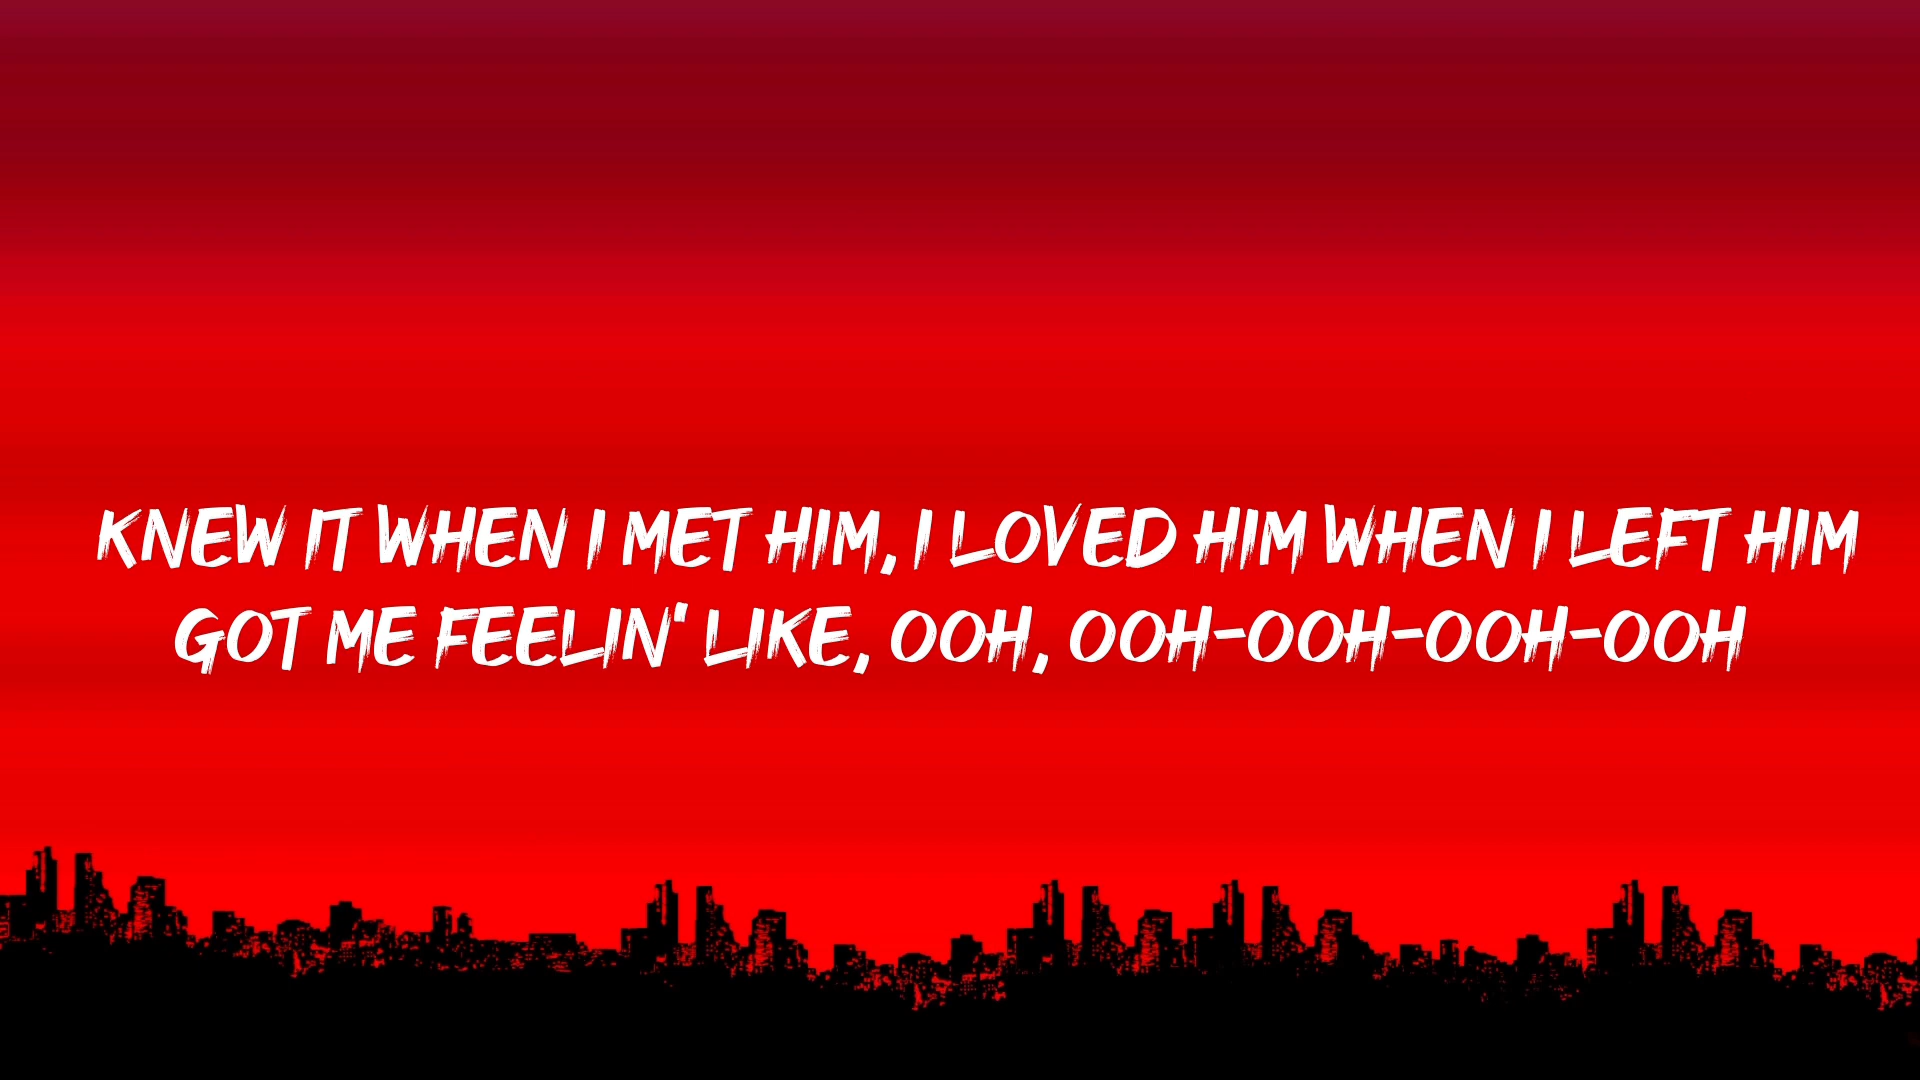 KNEW IT WHEN I MET HIM, I LOVED HIM WHEN I LEFT HIM
GOT ME FEELIN' LIKE, OOH, OOH-OOH-OOH-OOH